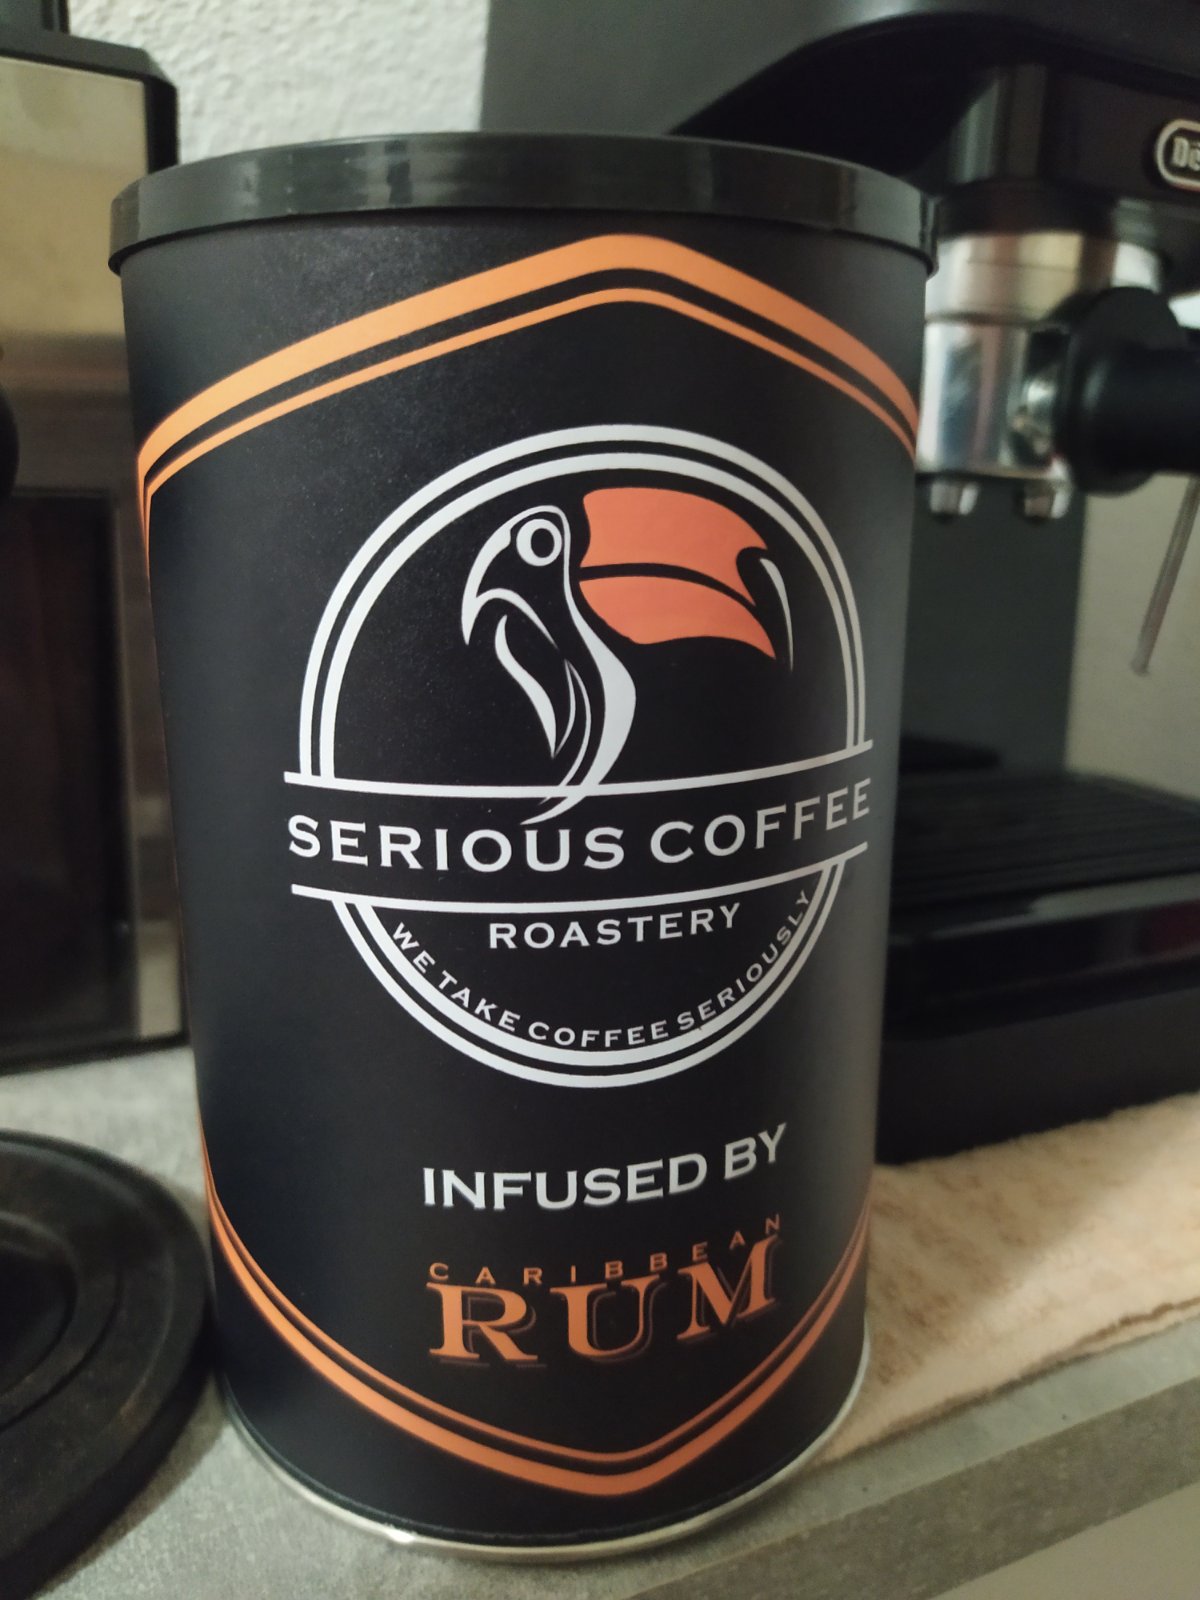 SERIOUS COFFEE
ROASTERY
WE TAKE COFFEE SERIOUSLY
INFUSED BY
CARIBBEAN
RUM